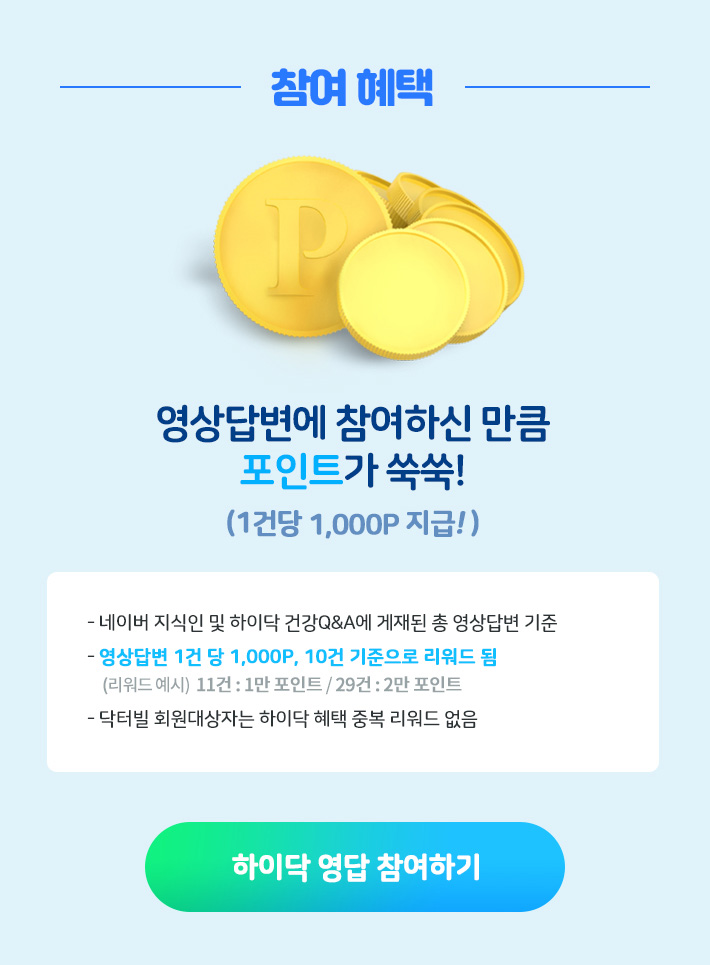 참여 혜택
P
영상답변에 참여하신 만큼
포인트가 쑥쑥!
(1건당 1,000P 지급!)
- 네이버 지식인 및 하이닥 건강Q&A에 게재된 총 영상답변 기준
- 영상답변 1건 당 1,000P, 10건 기준으로 리워드 됨
(리워드 예시) 11건 : 1만 포인트 / 29건 : 2만 포인트
- 닥터빌 회원대상자는 하이닥 혜택 중복 리워드 없음
하이닥 영답 참여하기